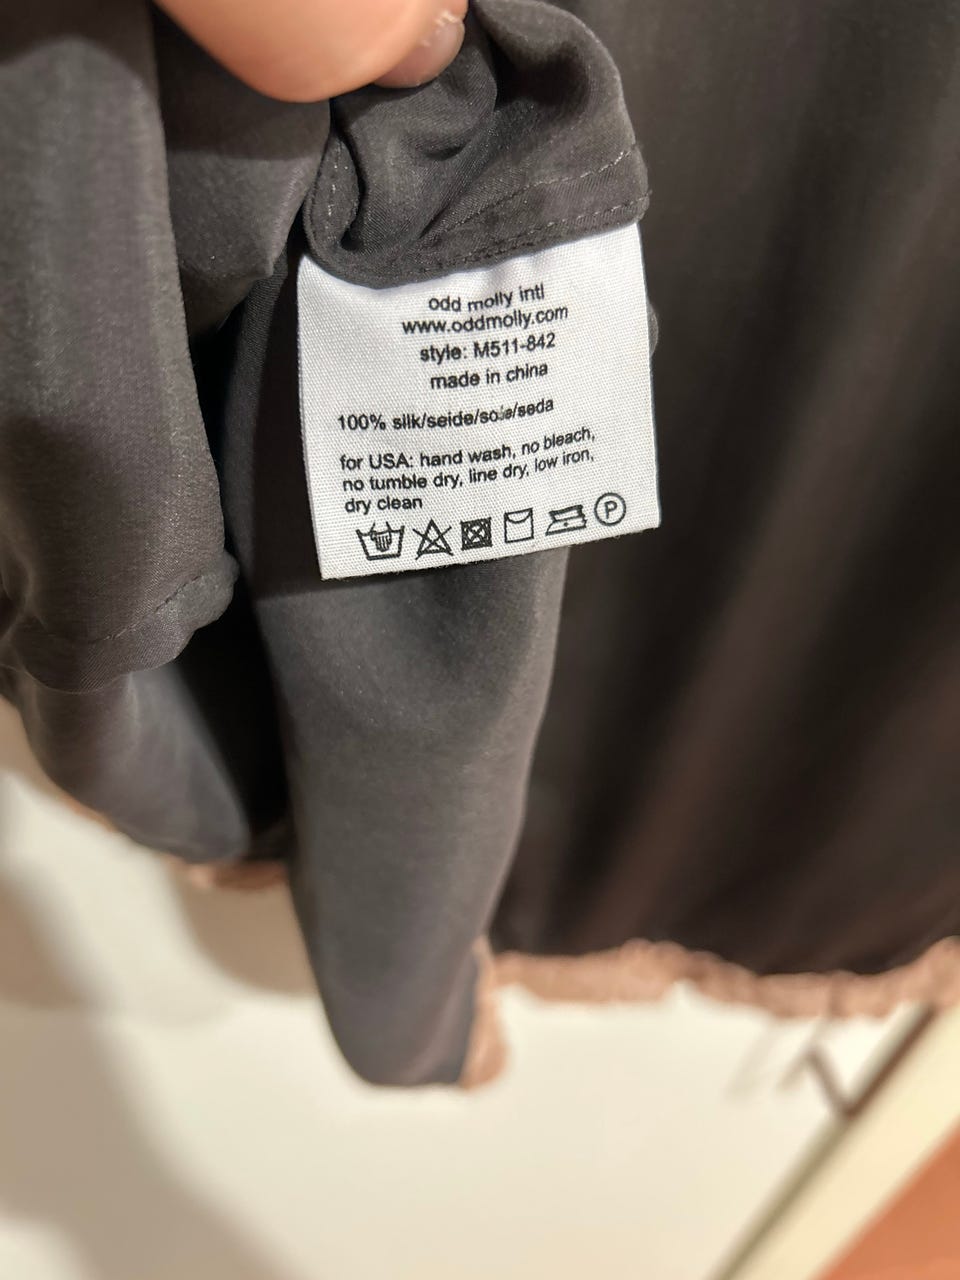 odd molly intl
www.oddmolly.com
style: M511-842
made in china
100% silk/seide/soie/seda
for USA: hand wash, no bleach,
no tumble dry, line dry, low iron,
dry clean
P